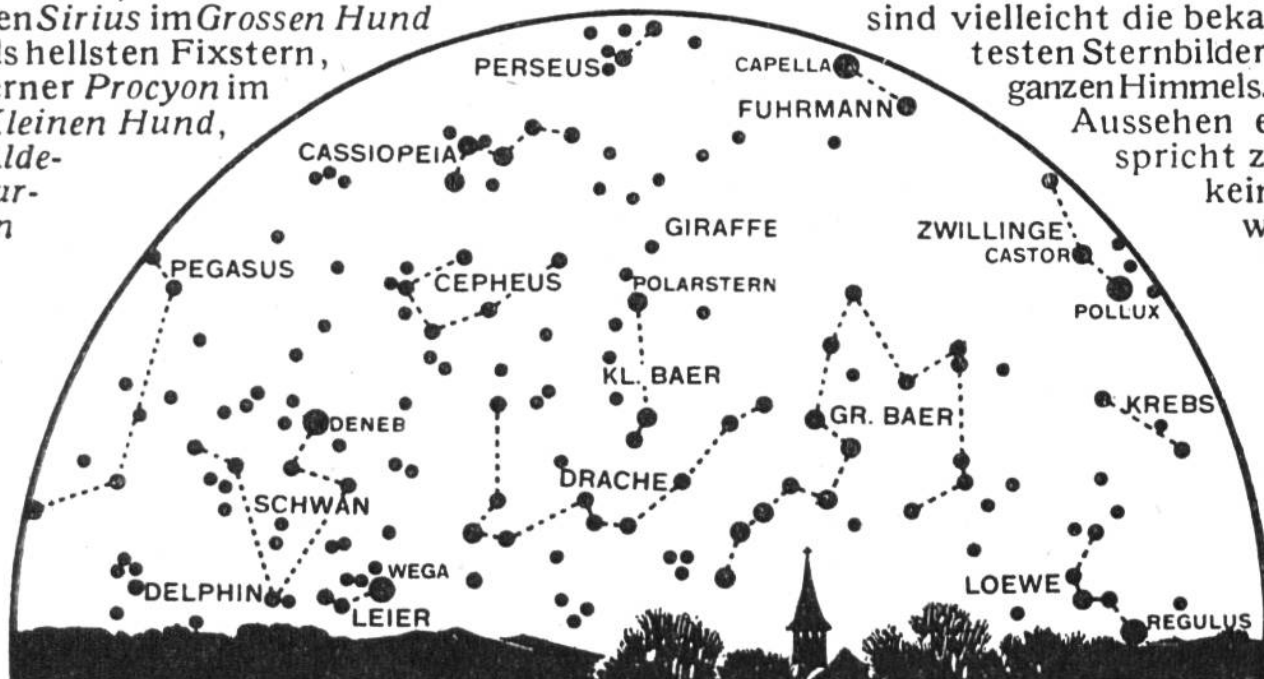 Sirius im Grossen Hund
hellsten Fixstern,
Procyon im
Hund,
sind vielleicht die
testen Sternbilder
ganzen Himmels.
Aussehen
spricht
PERSEUS
CAPELLA
FUHRMANN
CASSIOPEIA
GIRAFFE
ZWILLINGE
CASTOR
PEGASUS
CEPHEUS
POLARSTERN
POLLUX
KL. BAER
KREBS
DENEB
GR. BAER
DRACHE
SCHWAN
WEGA
DELPHIN
LOEWE
LEIER
REGULUS